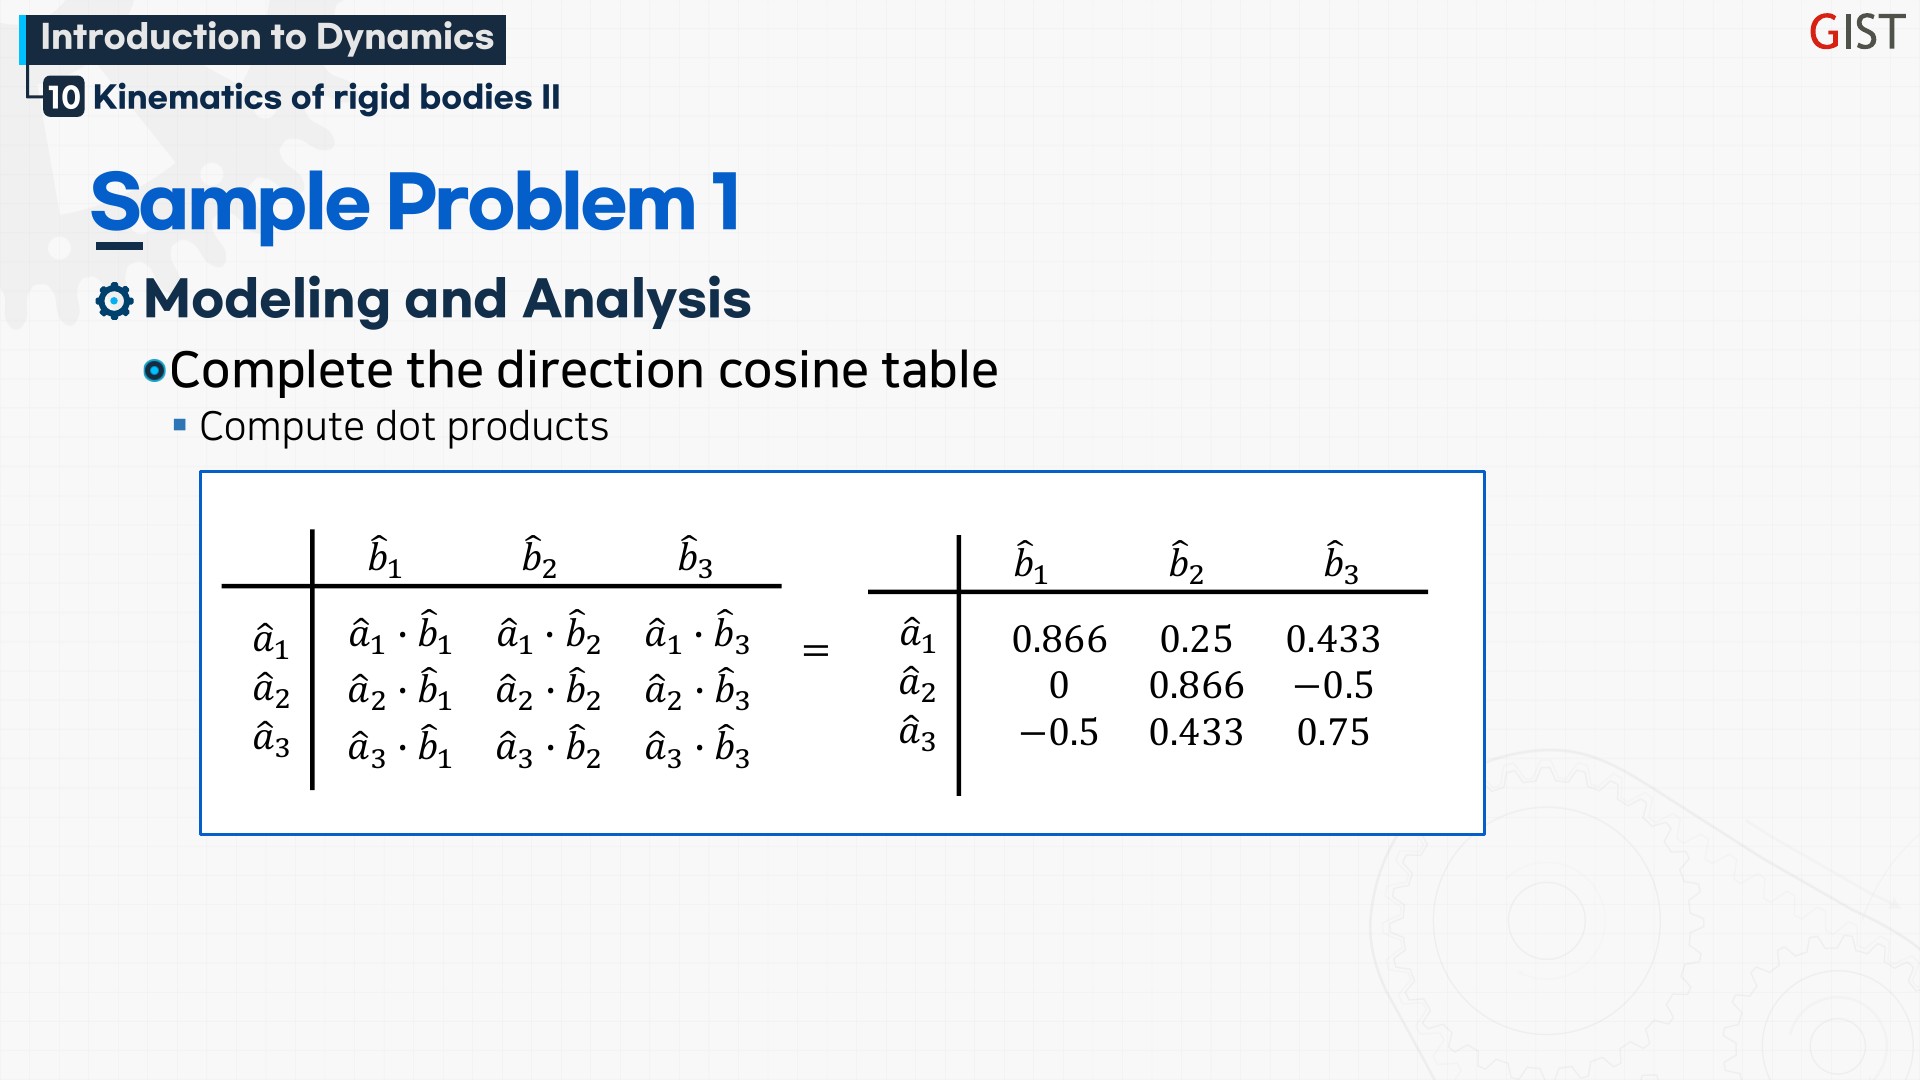 Introduction to Dynamics
GIST
10 Kinematics of rigid bodies II
Sample Problem 1
Modeling and Analysis
Complete the direction cosine table
▪ Compute dot products
b̂₁ b̂₂ b̂₃
â₁ â₁ · b̂₁ â₁ · b̂₂ â₁ · b̂₃
â₂ â₂ · b̂₁ â₂ · b̂₂ â₂ · b̂₃
â₃ â₃ · b̂₁ â₃ · b̂₂ â₃ · b̂₃
=
b̂₁ b̂₂ b̂₃
â₁ 0.866 0.25 0.433
â₂ 0 0.866 −0.5
â₃ −0.5 0.433 0.75